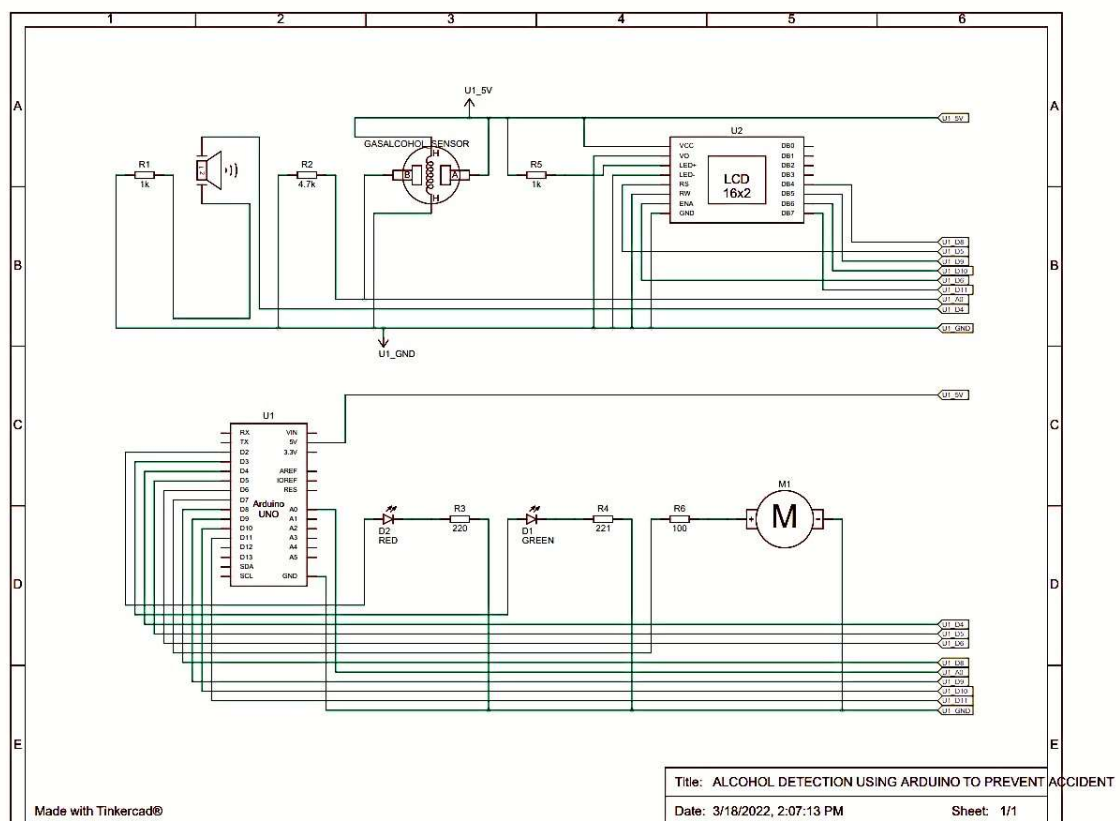 1 2 3 4 5 6
A A
B B
C C
D D
E E
U1_5V
GASALCOHOL SENSOR
H
B A
H
R1
1k
R2
4.7k
R5
1k
U2
LCD
16x2
VCC DB0
VO DB1
LED+ DB2
LED- DB3
RS DB4
RW DB5
ENA DB6
GND DB7
U1_5V
U1_D8
U1_D5
U1_D9
U1_D10
U1_D6
U1_D11
U1_A0
U1_D4
U1_GND
U1_GND
U1_5V
U1
Arduino
UNO
RX VIN
TX 5V
D2 3.3V
D3
D4 AREF
D5 IOREF
D6 RES
D7
D8 A0
D9 A1
D10 A2
D11 A3
D12 A4
D13 A5
SDA
SCL GND
D2
RED
R3
220
D1
GREEN
R4
221
R6
100
M1
+ M -
U1_D4
U1_D5
U1_D6
U1_D8
U1_A0
U1_D9
U1_D10
U1_D11
U1_GND
Made with Tinkercad®
Title: ALCOHOL DETECTION USING ARDUINO TO PREVENT ACCIDENT
Date: 3/18/2022, 2:07:13 PM Sheet: 1/1